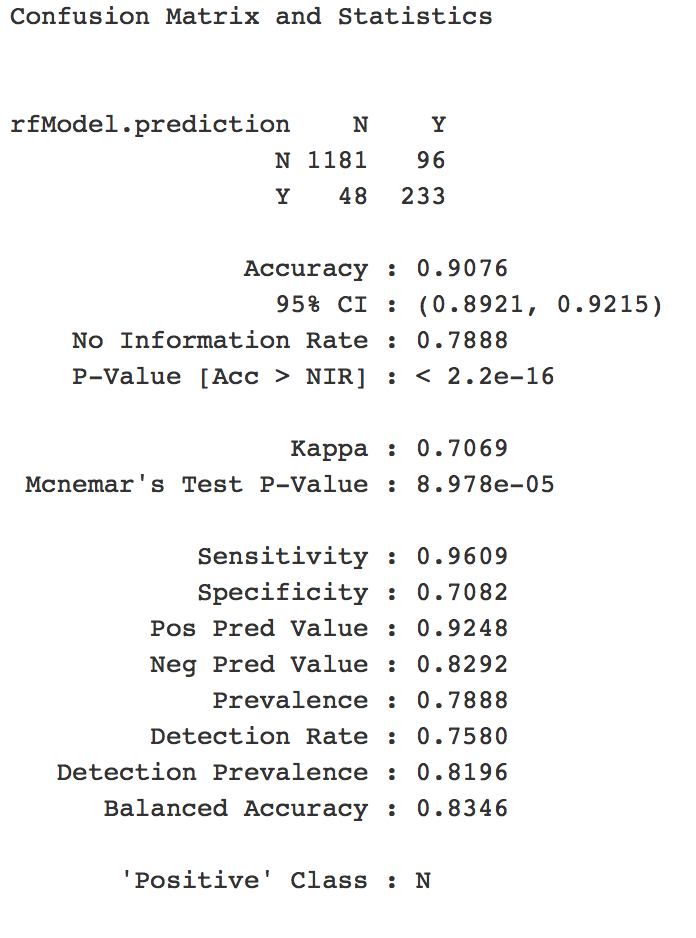 Confusion Matrix and Statistics
rfModel.prediction N Y
N 1181 96
Y 48 233
Accuracy : 0.9076
95% CI : (0.8921, 0.9215)
No Information Rate : 0.7888
P-Value [Acc > NIR] : < 2.2e-16
Kappa : 0.7069
Mcnemar's Test P-Value : 8.978e-05
Sensitivity : 0.9609
Specificity : 0.7082
Pos Pred Value : 0.9248
Neg Pred Value : 0.8292
Prevalence : 0.7888
Detection Rate : 0.7580
Detection Prevalence : 0.8196
Balanced Accuracy : 0.8346
'Positive' Class : N